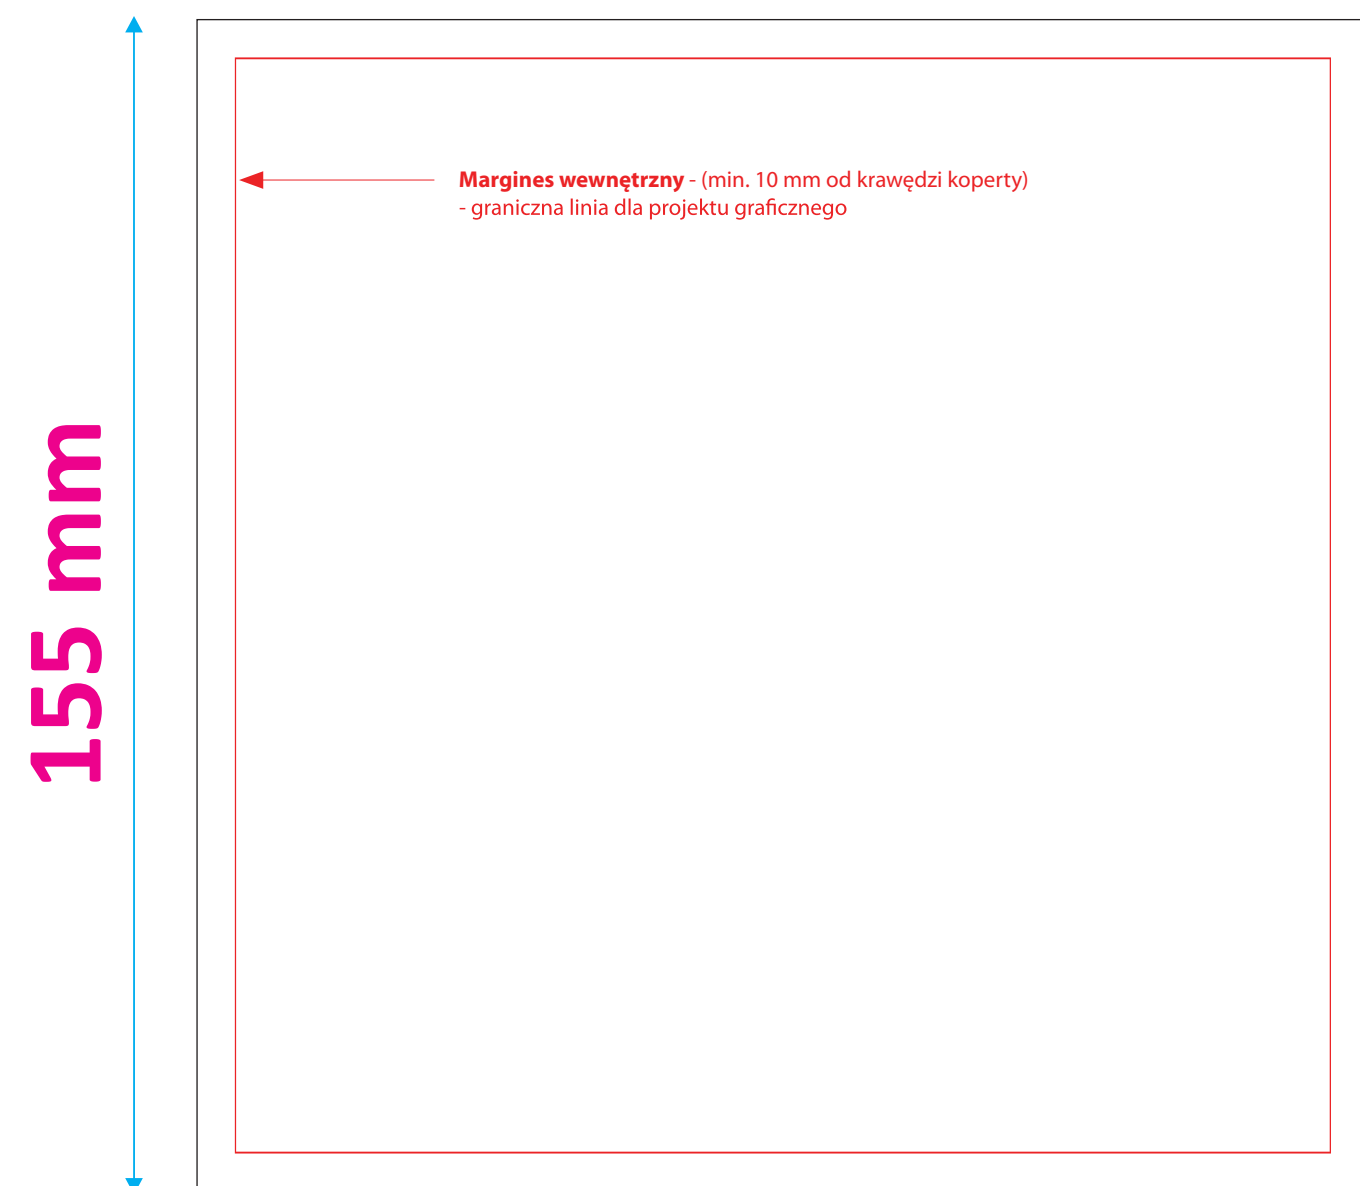 Margines wewnętrzny - (min. 10 mm od krawędzi koperty)
- graniczna linia dla projektu graficznego
155 mm